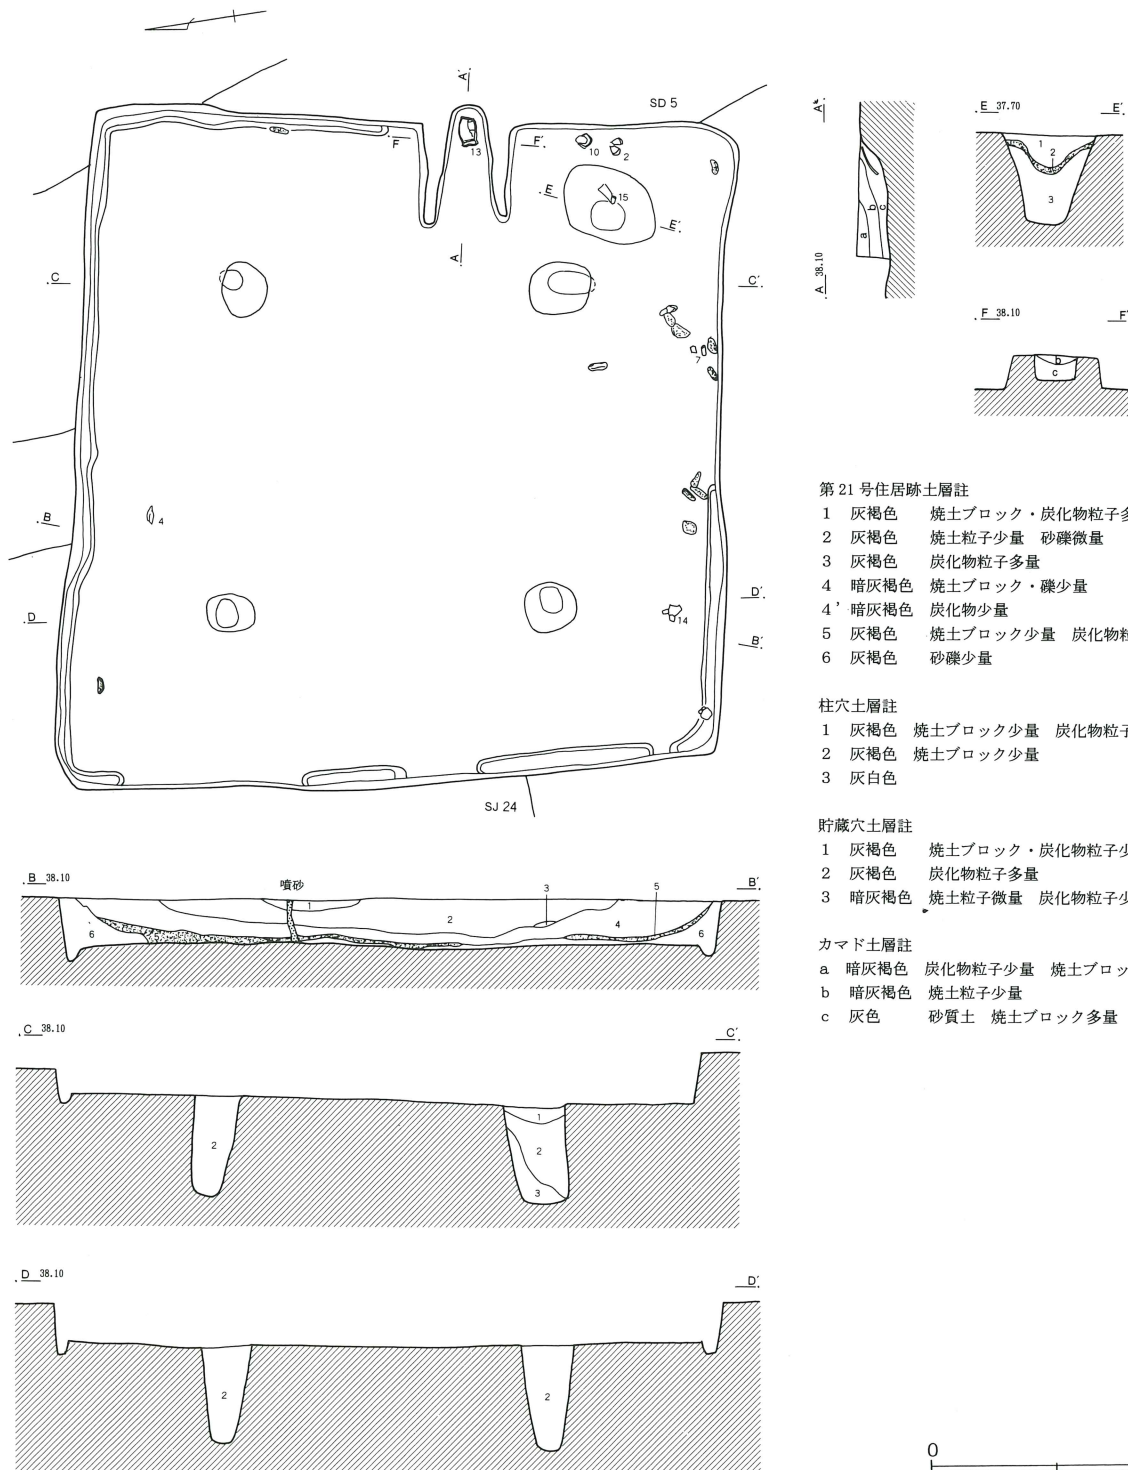 A A'
SD 5
F F'
13
10
2
E E'
15
A
C C'
7
B
4
D D'
14
B'
SJ 24
A 38.10 A'
a b c
E 37.70 E'
1
2
3
F 38.10 F'
b
c
第21号住居跡土層註
1 灰褐色 焼土ブロック・炭化物粒子多
2 灰褐色 焼土粒子少量 砂礫微量
3 灰褐色 炭化物粒子多量
4 暗灰褐色 焼土ブロック・礫少量
4' 暗灰褐色 炭化物少量
5 灰褐色 焼土ブロック少量 炭化物粒
6 灰褐色 砂礫少量
柱穴土層註
1 灰褐色 焼土ブロック少量 炭化物粒子
2 灰褐色 焼土ブロック少量
3 灰白色
貯蔵穴土層註
1 灰褐色 焼土ブロック・炭化物粒子少
2 灰褐色 炭化物粒子多量
3 暗灰褐色 焼土粒子微量 炭化物粒子少
カマド土層註
a 暗灰褐色 炭化物粒子少量 焼土ブロッ
b 暗灰褐色 焼土粒子少量
c 灰色 砂質土 焼土ブロック多量
B 38.10 噴砂 3 5 B'
1
2
4
6 6
C 38.10 C'
1
2 2
3
D 38.10 D'
2 2
0